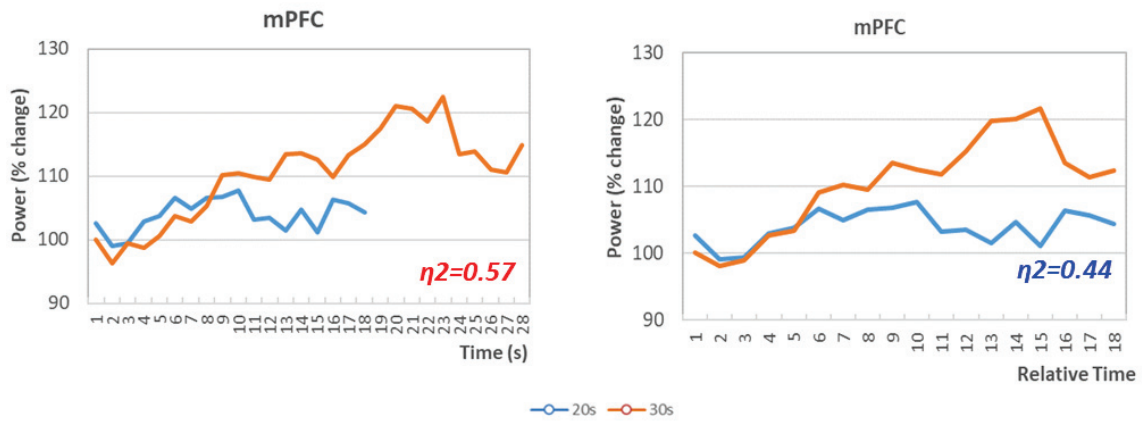 mPFC
130
120
110
100
90
Power (% change)
η2=0.57
1 2 3 4 5 6 7 8 9 10 11 12 13 14 15 16 17 18 19 20 21 22 23 24 25 26 27 28
Time (s)
mPFC
130
120
110
100
90
Power (% change)
η2=0.44
1 2 3 4 5 6 7 8 9 10 11 12 13 14 15 16 17 18
Relative Time
20s 30s